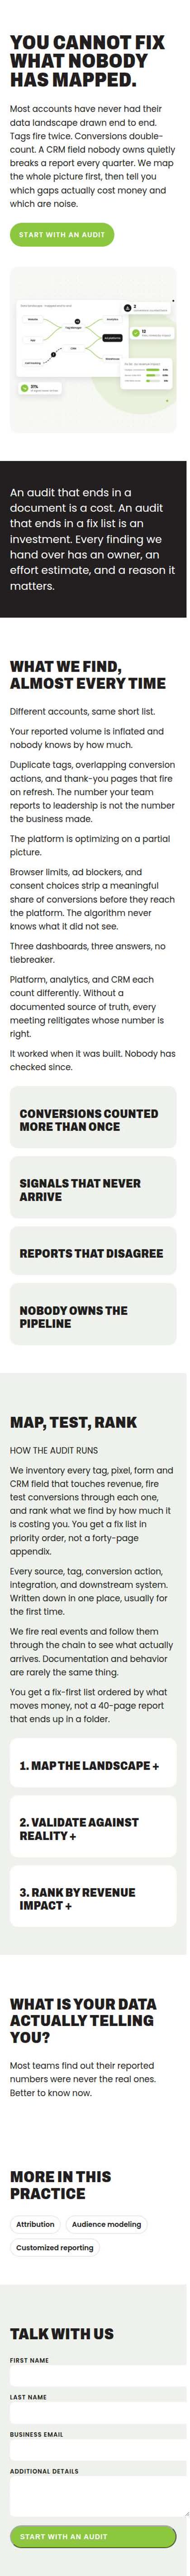 YOU CANNOT FIX
WHAT NOBODY
HAS MAPPED.
Most accounts have never had their
data landscape drawn end to end.
Tags fire twice. Conversions double-
count. A CRM field nobody owns quietly
breaks a report every quarter. We map
the whole picture first, then tell you
which gaps actually cost money and
which are noise.
START WITH AN AUDIT
An audit that ends in a
document is a cost. An audit
that ends in a fix list is an
investment. Every finding we
hand over has an owner, an
effort estimate, and a reason it
matters.
WHAT WE FIND,
ALMOST EVERY TIME
Different accounts, same short list.
Your reported volume is inflated and
nobody knows by how much.
Duplicate tags, overlapping conversion
actions, and thank-you pages that fire
on refresh. The number your team
reports to leadership is not the number
the business made.
The platform is optimizing on a partial
picture.
Browser limits, ad blockers, and
consent choices strip a meaningful
share of conversions before they reach
the platform. The algorithm never
knows what it did not see.
Three dashboards, three answers, no
tiebreaker.
Platform, analytics, and CRM each
count differently. Without a
documented source of truth, every
meeting relitigates whose number is
right.
It worked when it was built. Nobody has
checked since.
CONVERSIONS COUNTED
MORE THAN ONCE
SIGNALS THAT NEVER
ARRIVE
REPORTS THAT DISAGREE
NOBODY OWNS THE
PIPELINE
MAP, TEST, RANK
HOW THE AUDIT RUNS
We inventory every tag, pixel, form and
CRM field that touches revenue, fire
test conversions through each one,
and rank what we find by how much it
is costing you. You get a fix list in
priority order, not a forty-page
appendix.
Every source, tag, conversion action,
integration, and downstream system.
Written down in one place, usually for
the first time.
We fire real events and follow them
through the chain to see what actually
arrives. Documentation and behavior
are rarely the same thing.
You get a fix-first list ordered by what
moves money, not a 40-page report
that ends up in a folder.
1. MAP THE LANDSCAPE +
2. VALIDATE AGAINST
REALITY +
3. RANK BY REVENUE
IMPACT +
WHAT IS YOUR DATA
ACTUALLY TELLING
YOU?
Most teams find out their reported
numbers were never the real ones.
Better to know now.
MORE IN THIS
PRACTICE
Attribution
Audience modeling
Customized reporting
TALK WITH US
FIRST NAME
LAST NAME
BUSINESS EMAIL
ADDITIONAL DETAILS
START WITH AN AUDIT